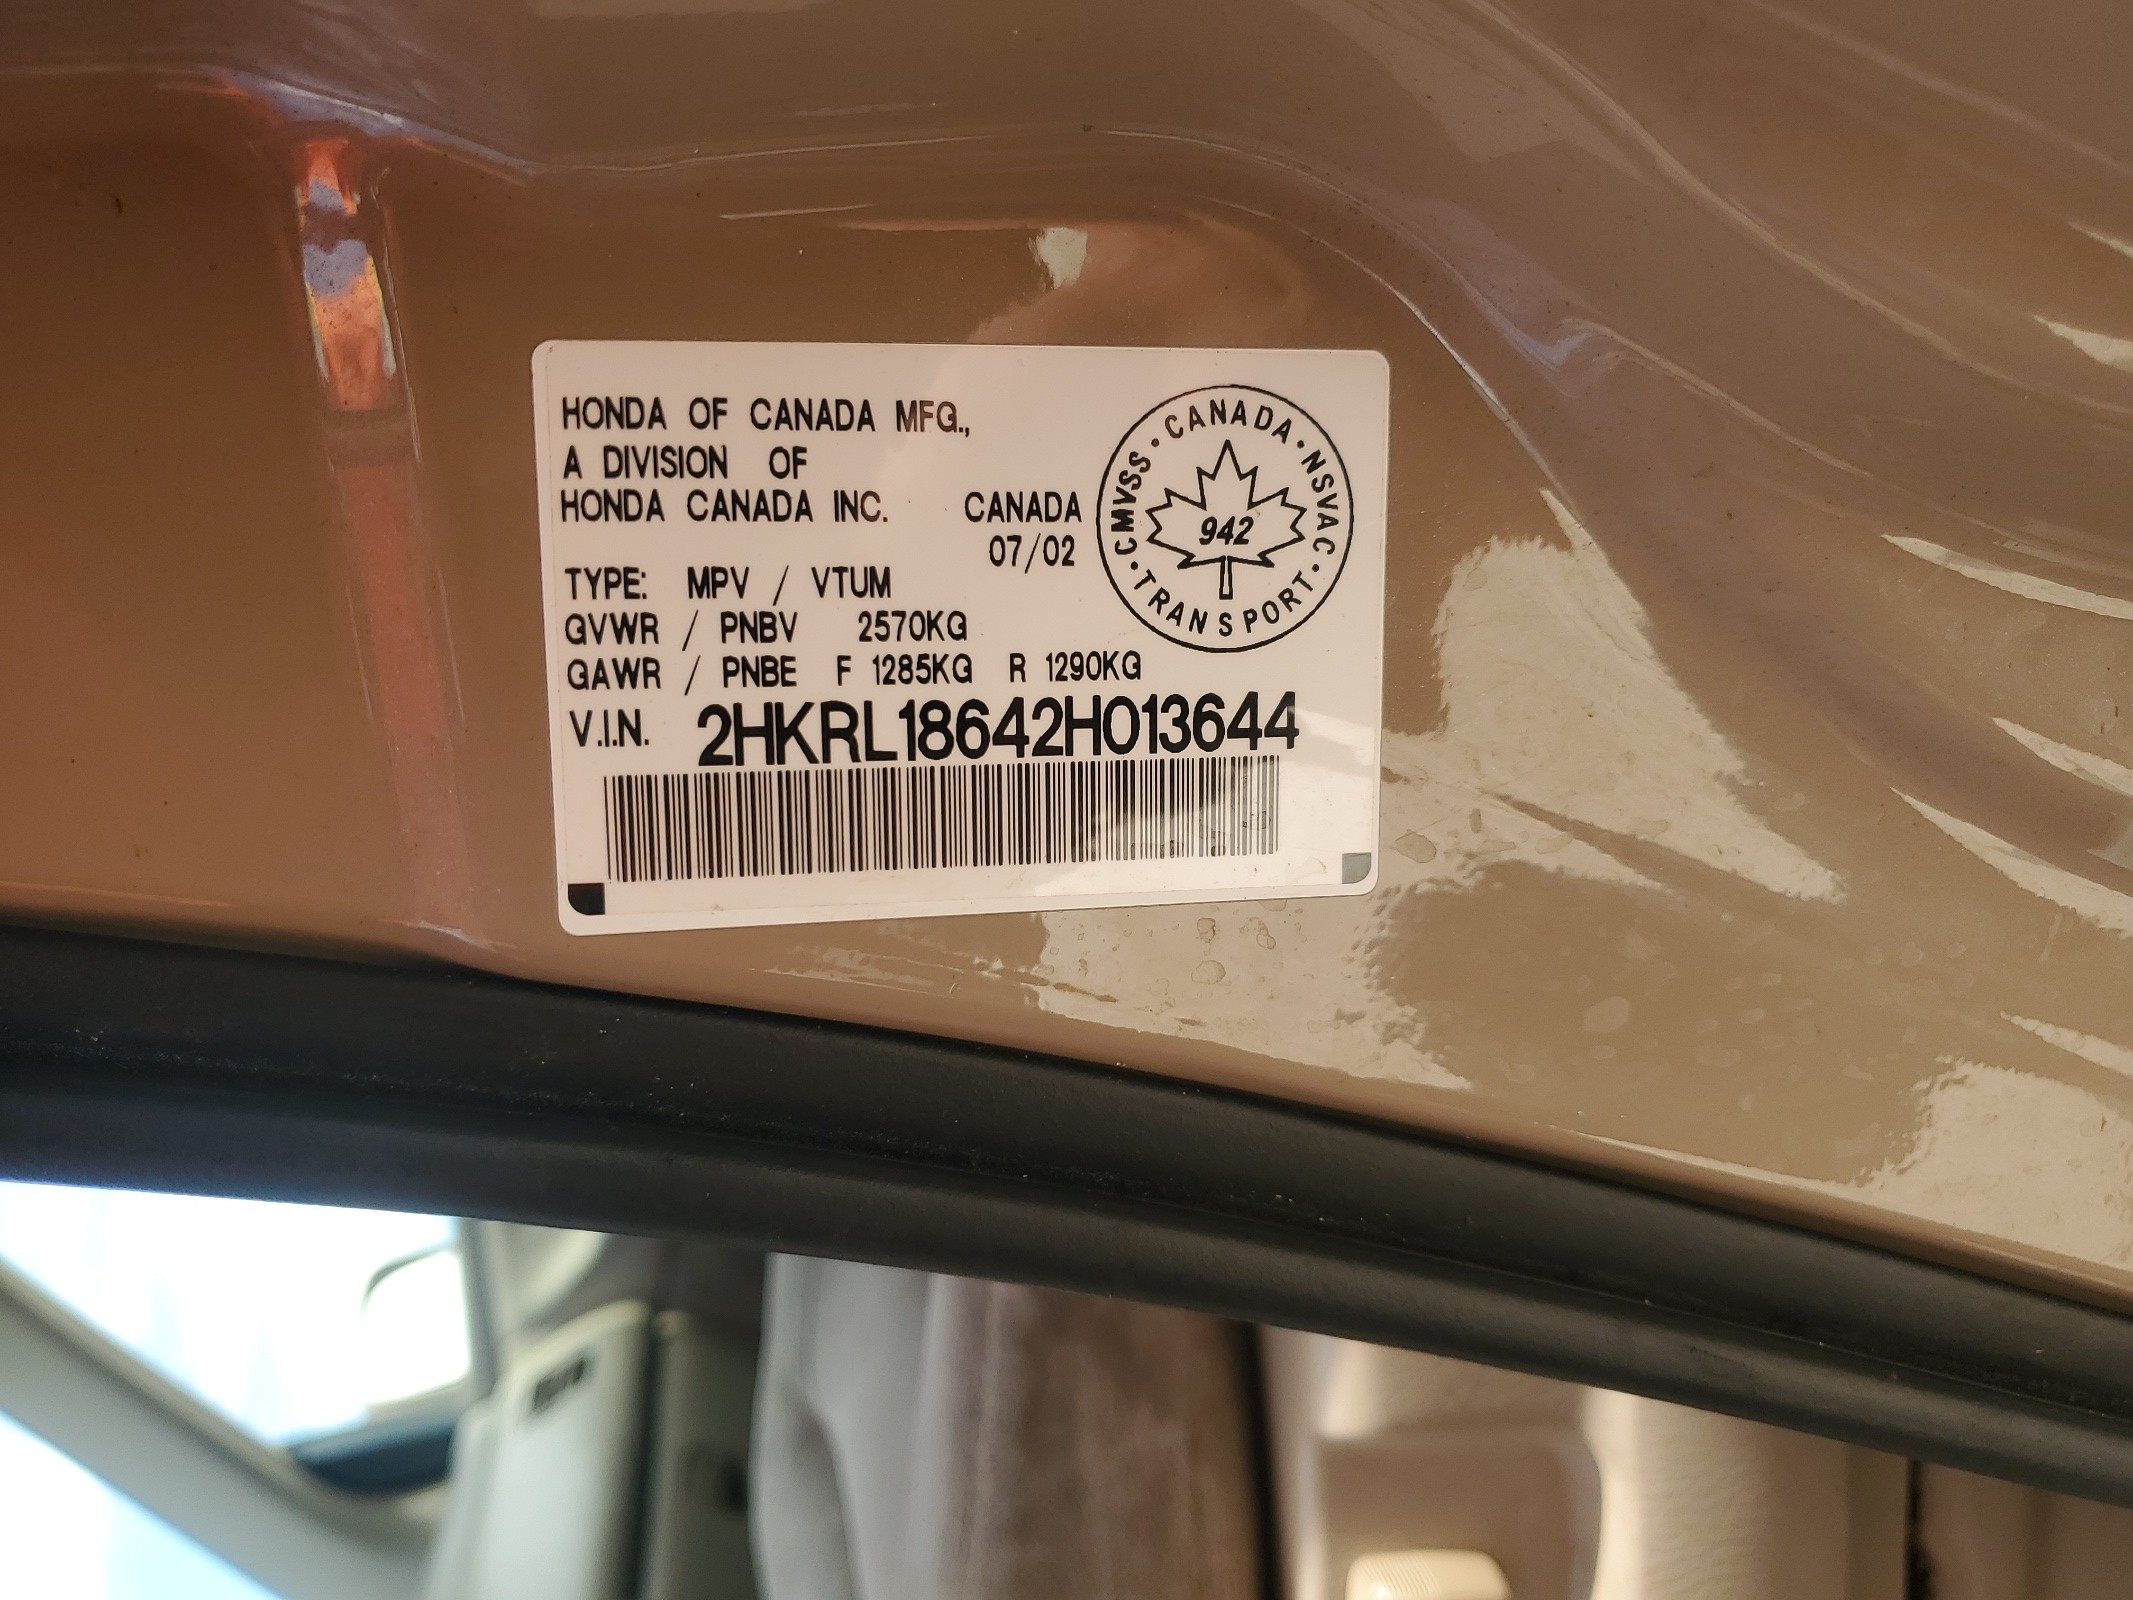 HONDA OF CANADA MFG.,
A DIVISION OF
HONDA CANADA INC. CANADA
07/02
TYPE: MPV / VTUM
GVWR / PNBV 2570KG
GAWR / PNBE F 1285KG R 1290KG
V.I.N. 2HKRL18642H013644
CANADA · NSVAC · TRANSPORT · CMVSS ·
942